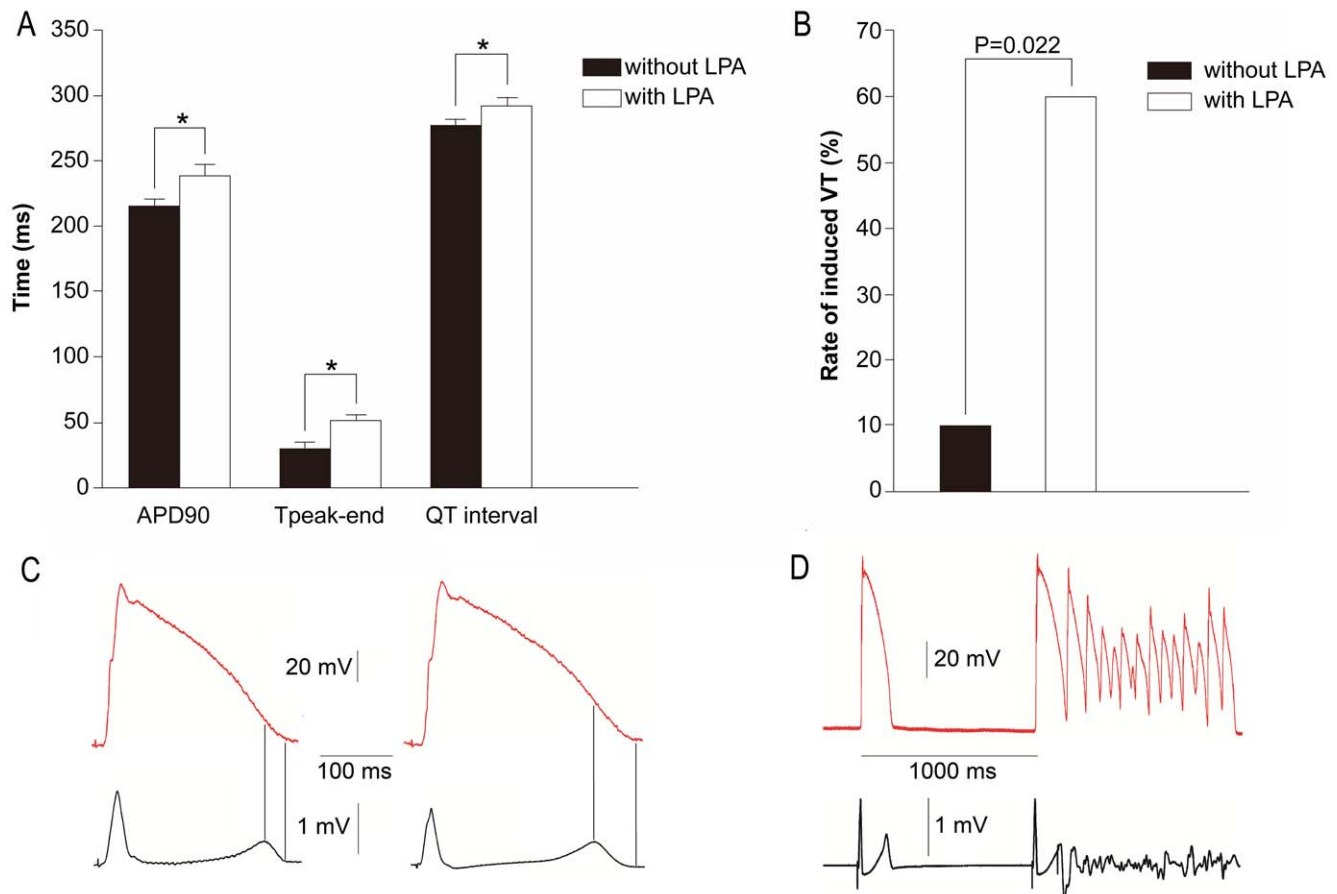 A
350
300
250
200
150
100
50
0
Time (ms)
*
*
*
without LPA
with LPA
APD90
Tpeak-end
QT interval
B
70
60
50
40
30
20
10
0
Rate of induced VT (%)
P=0.022
without LPA
with LPA
C
20 mV
100 ms
1 mV
D
20 mV
1000 ms
1 mV